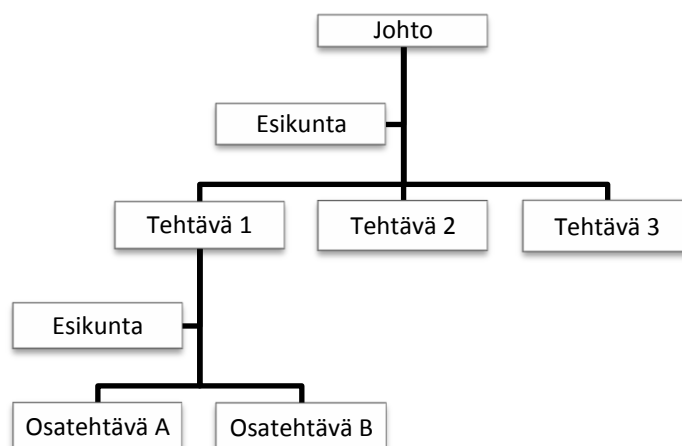 Johto
Esikunta
Tehtävä 1
Tehtävä 2
Tehtävä 3
Esikunta
Osatehtävä A
Osatehtävä B